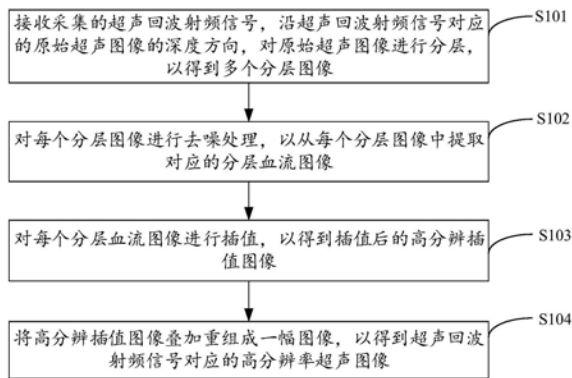 接收采集的超声回波射频信号，沿超声回波射频信号对应
的原始超声图像的深度方向，对原始超声图像进行分层，
以得到多个分层图像
S101
对每个分层图像进行去噪处理，以从每个分层图像中提取
对应的分层血流图像
S102
对每个分层血流图像进行插值，以得到插值后的高分辨插
值图像
S103
将高分辨插值图像叠加重组成一幅图像，以得到超声回波
射频信号对应的高分辨率超声图像
S104